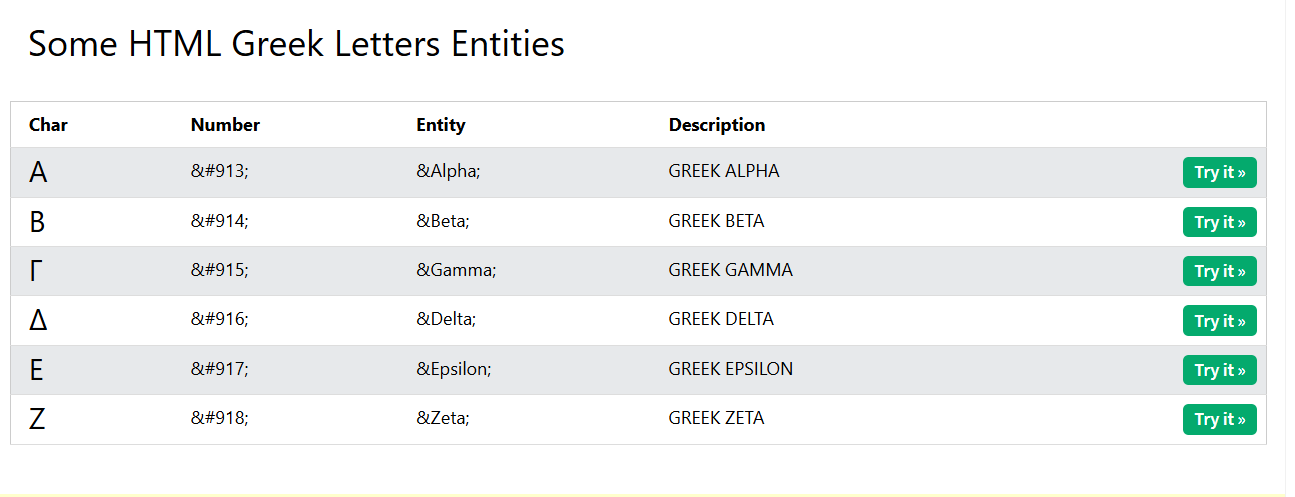 Some HTML Greek Letters Entities
Char Number Entity Description
Α &#913; &Alpha; GREEK ALPHA Try it »
Β &#914; &Beta; GREEK BETA Try it »
Γ &#915; &Gamma; GREEK GAMMA Try it »
Δ &#916; &Delta; GREEK DELTA Try it »
Ε &#917; &Epsilon; GREEK EPSILON Try it »
Ζ &#918; &Zeta; GREEK ZETA Try it »